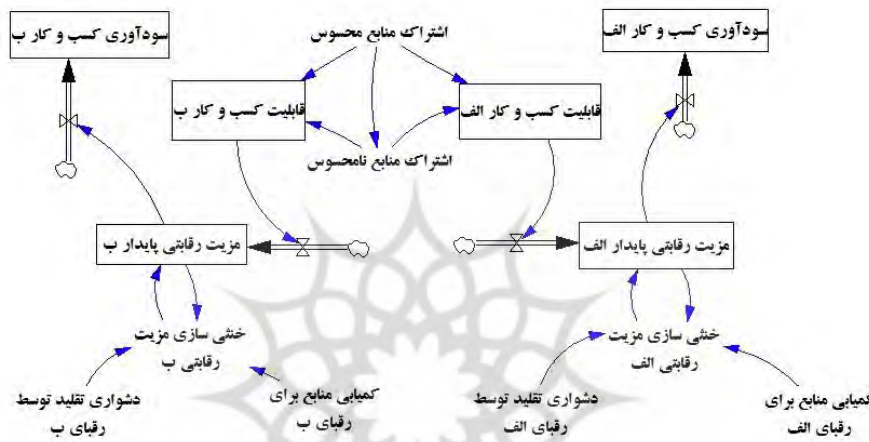 سودآوری کسب و کار الف
اشتراک منابع محسوس
سودآوری کسب و کار ب
قابلیت کسب و کار الف
قابلیت کسب و کار ب
اشتراک منابع نامحسوس
مزیت رقابتی پایدار الف
مزیت رقابتی پایدار ب
خنثی سازی مزیت
رقابتی الف
خنثی سازی مزیت
رقابتی ب
کمیابی منابع برای
رقبای الف
دشواری تقلید توسط
رقبای الف
کمیابی منابع برای
رقبای ب
دشواری تقلید توسط
رقبای ب